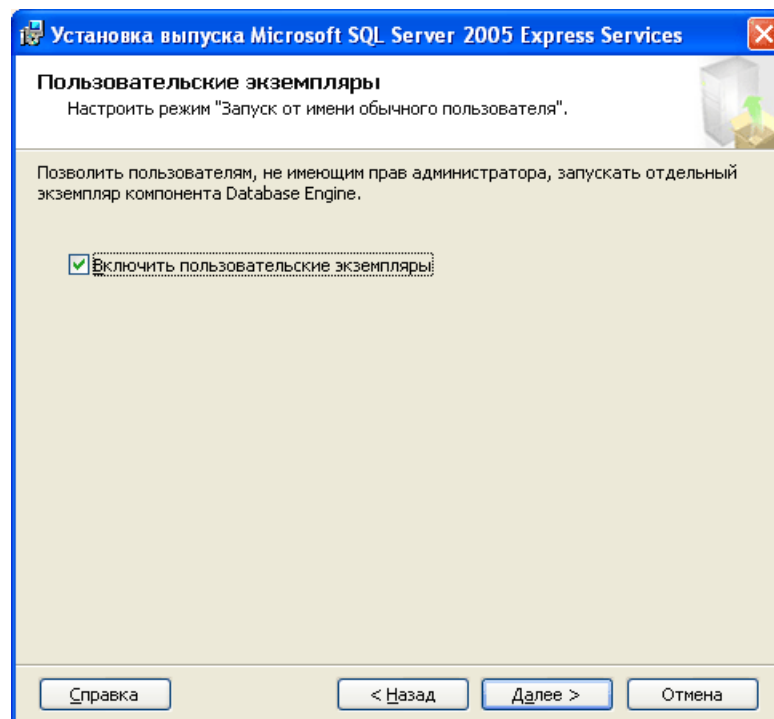 Установка выпуска Microsoft SQL Server 2005 Express Services
Пользовательские экземпляры
Настроить режим "Запуск от имени обычного пользователя".
Позволить пользователям, не имеющим прав администратора, запускать отдельный
экземпляр компонента Database Engine.
Включить пользовательские экземпляры
Справка
< Назад
Далее >
Отмена